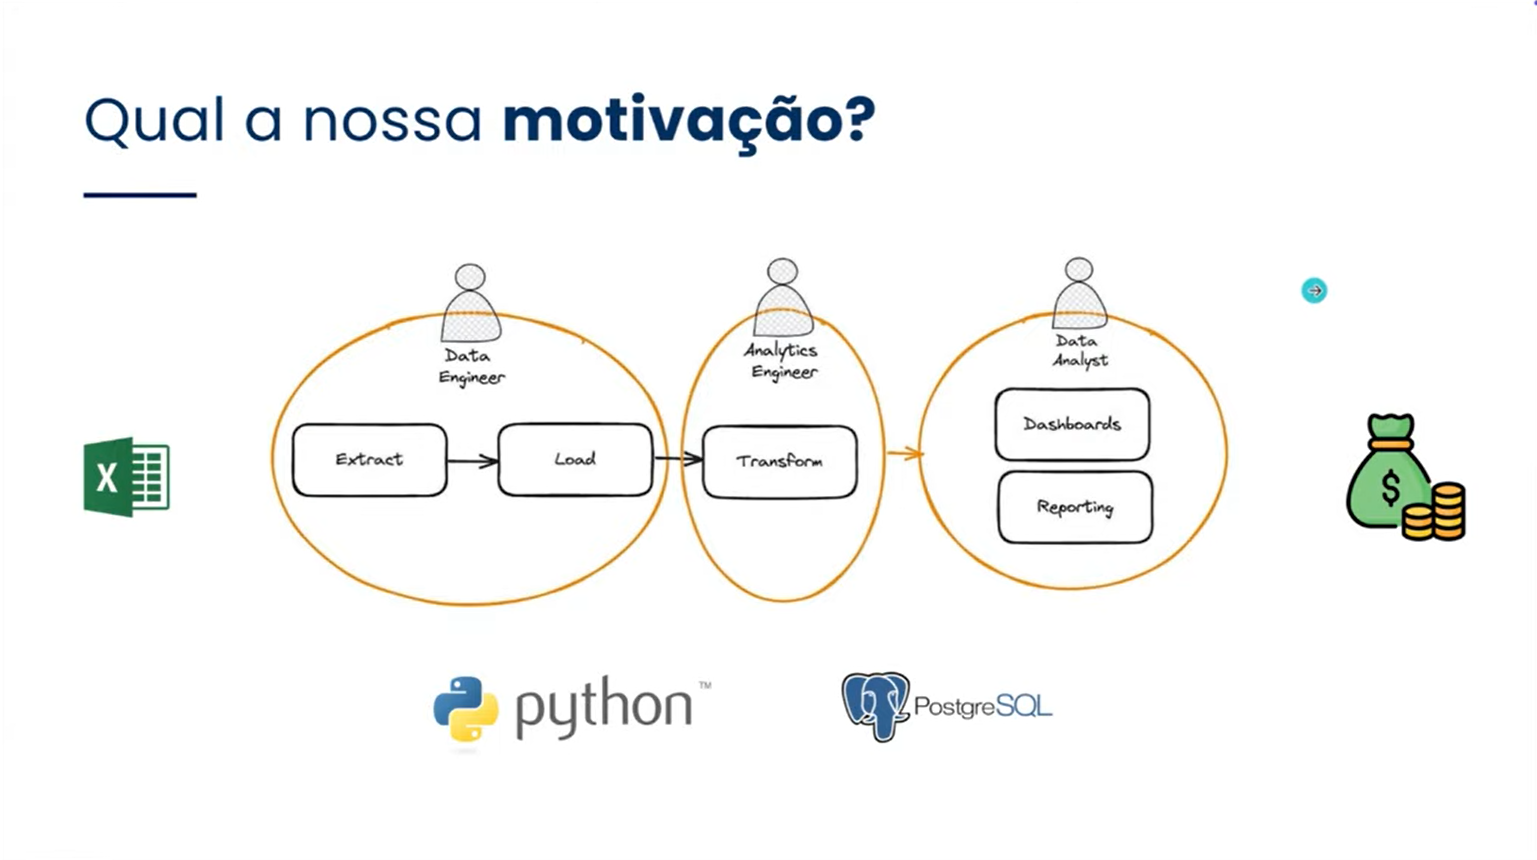 Qual a nossa motivação?
Data
Engineer
Analytics
Engineer
Data
Analyst
Extract
Load
Transform
Dashboards
Reporting
X
$
python™
PostgreSQL